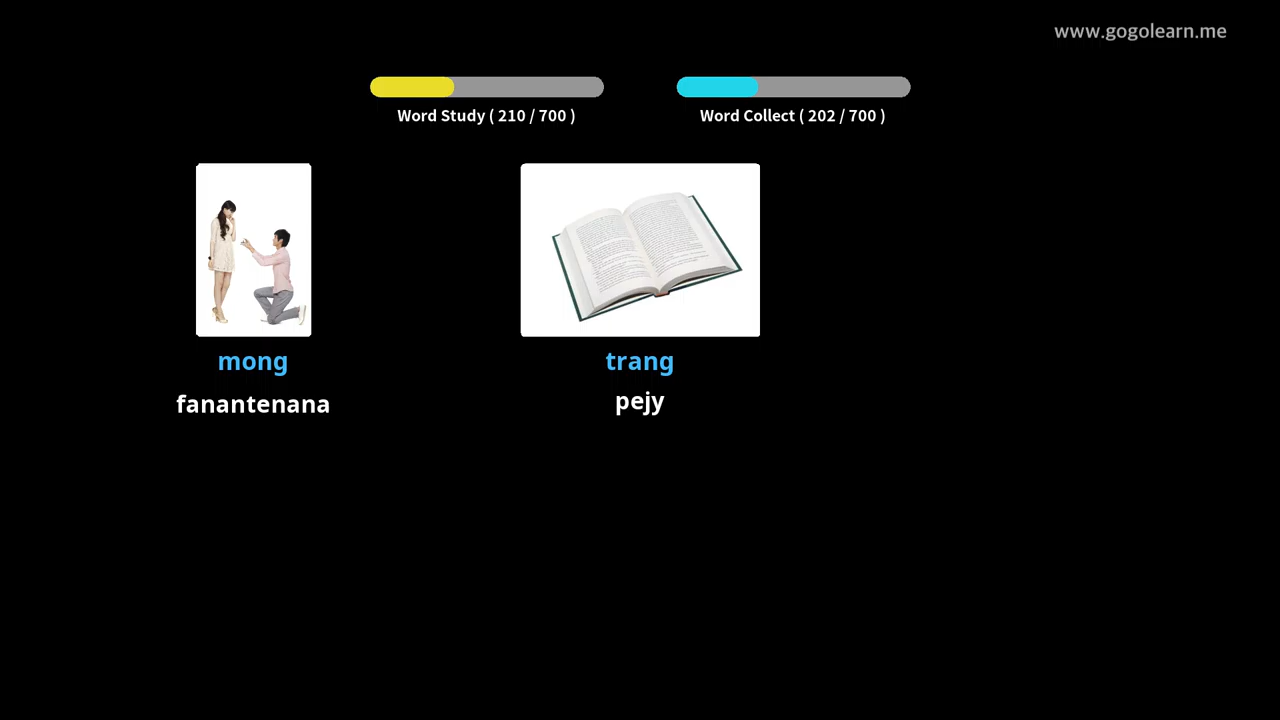 www.gogolearn.me
Word Study ( 210 / 700 )
Word Collect ( 202 / 700 )
mong
trang
fanantenana
pejy